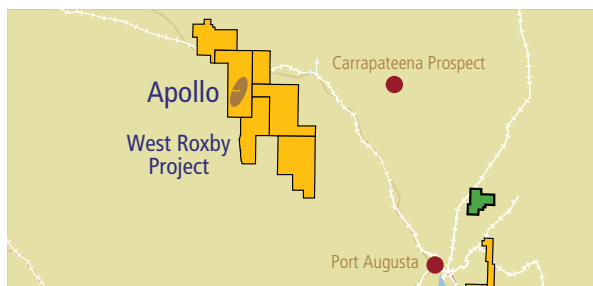 Carrapateena Prospect
Apollo
West Roxby
Project
Port Augusta